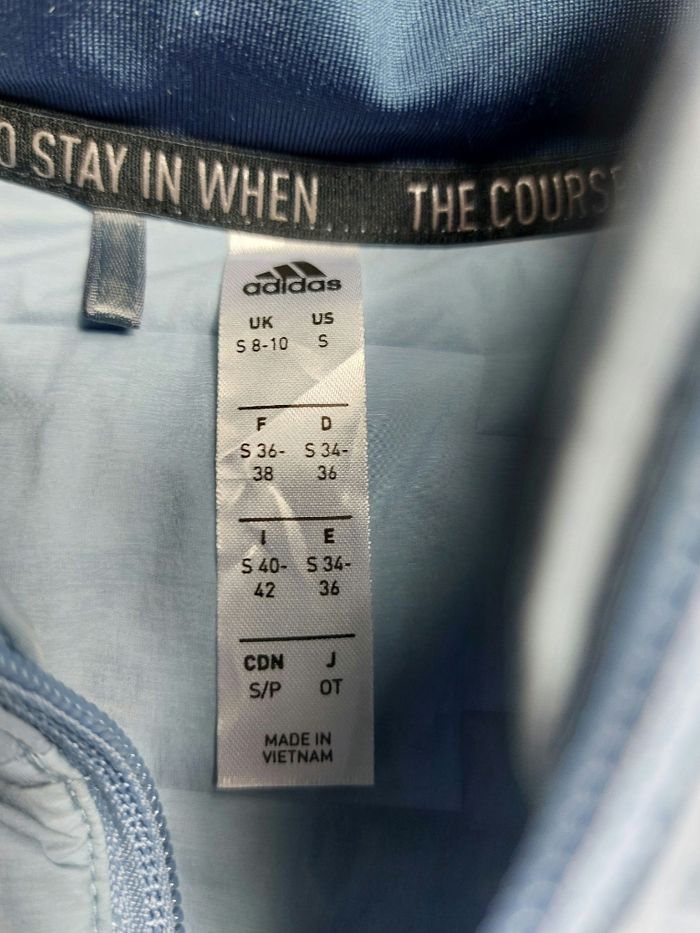 O STAY IN WHEN THE COURSE
adidas
UK US
S 8-10 S
F D
S 36-38 S 34-36
I E
S 40-42 S 34-36
CDN J
S/P OT
MADE IN
VIETNAM